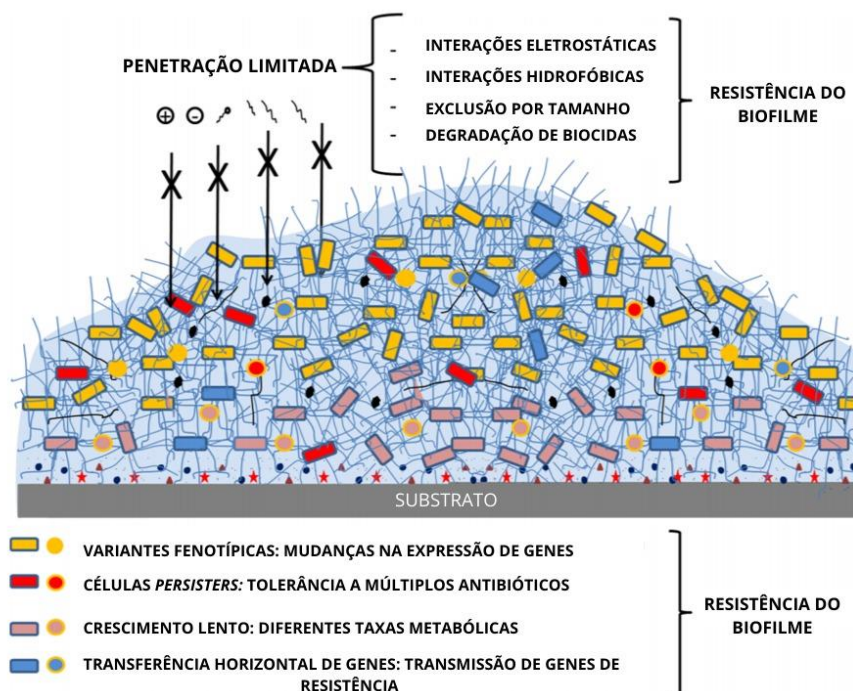 PENETRAÇÃO LIMITADA
- INTERAÇÕES ELETROSTÁTICAS
- INTERAÇÕES HIDROFÓBICAS
- EXCLUSÃO POR TAMANHO
- DEGRADAÇÃO DE BIOCIDAS
RESISTÊNCIA DO
BIOFILME
SUBSTRATO
VARIANTES FENOTÍPICAS: MUDANÇAS NA EXPRESSÃO DE GENES
CÉLULAS PERSISTERS: TOLERÂNCIA A MÚLTIPLOS ANTIBIÓTICOS
CRESCIMENTO LENTO: DIFERENTES TAXAS METABÓLICAS
TRANSFERÊNCIA HORIZONTAL DE GENES: TRANSMISSÃO DE GENES DE
RESISTÊNCIA
RESISTÊNCIA DO
BIOFILME